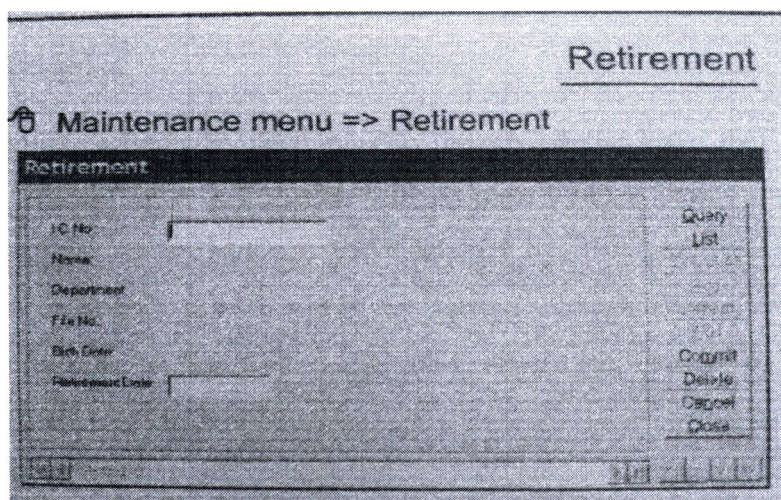 Retirement
Maintenance menu => Retirement
Retirement
I C No
Name
Department
File No.
Birth Date
Retirement Date
Query
List
Commit
Delete
Cancel
Close